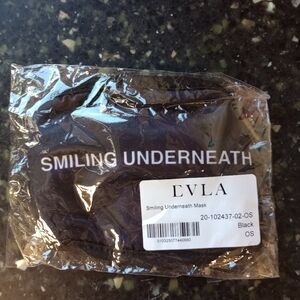 SMILING UNDERNEATH
EVLA
Smiling Underneath Mask
20-102437-02-OS
Black
OS